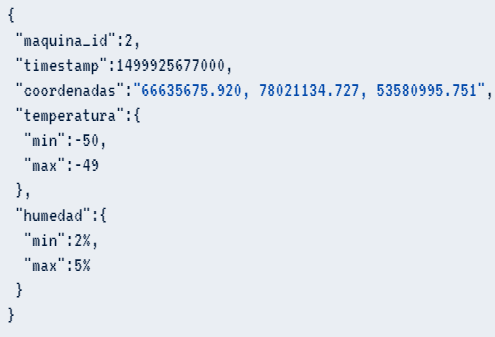 {
"maquina_id":2,
"timestamp":1499925677000,
"coordenadas":"66635675.920, 78021134.727, 53580995.751",
"temperatura":{
"min":-50,
"max":-49
},
"humedad":{
"min":2%,
"max":5%
}
}